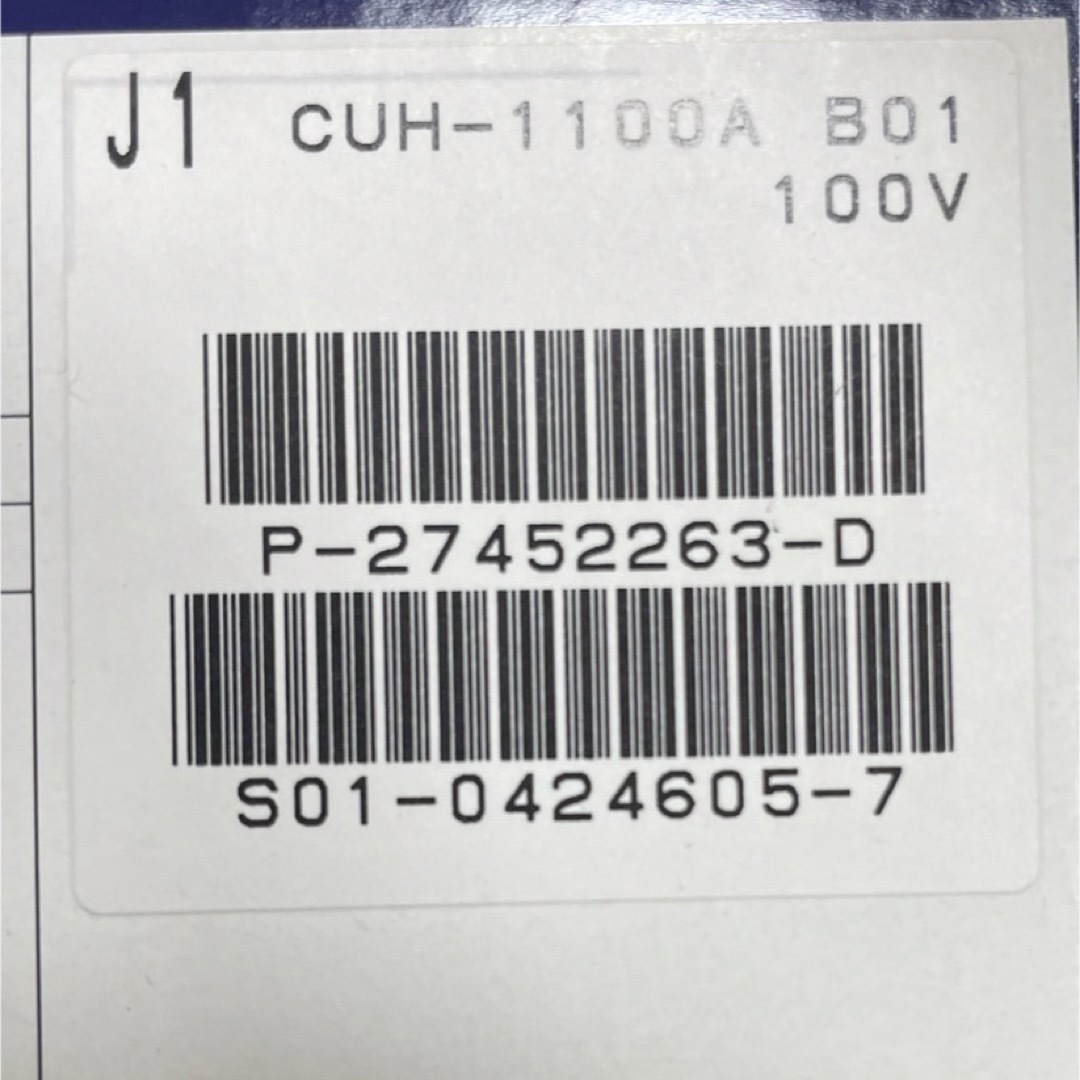 J1 CUH-1100A B01
100V
P-27452263-D
S01-0424605-7